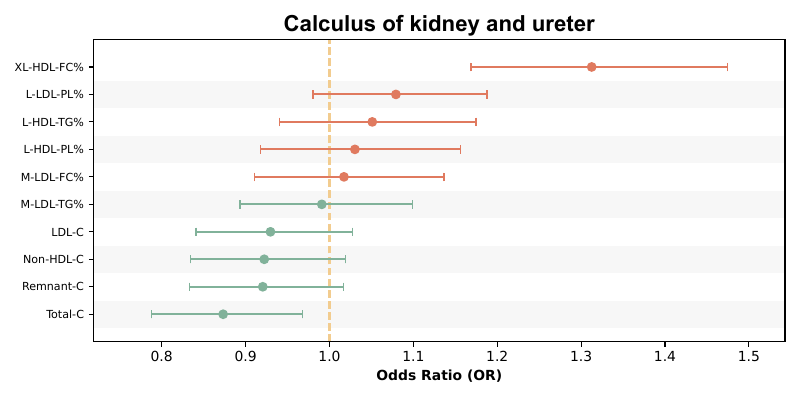 Calculus of kidney and ureter
XL-HDL-FC%
L-LDL-PL%
L-HDL-TG%
L-HDL-PL%
M-LDL-FC%
M-LDL-TG%
LDL-C
Non-HDL-C
Remnant-C
Total-C
0.8 0.9 1.0 1.1 1.2 1.3 1.4 1.5
Odds Ratio (OR)